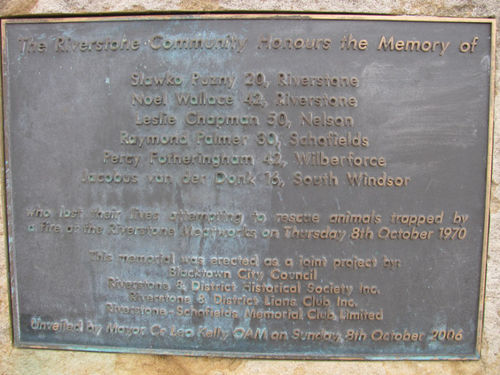 The Riverstone Community Honours the Memory of
Slawko Puzny 20, Riverstone
Noel Wallace 42, Riverstone
Leslie Chapman 50, Nelson
Raymond Palmer 30, Schofields
Percy Fotheringham 42, Wilberforce
Jacobus van der Donk 16, South Windsor
who lost their lives attempting to rescue animals trapped by
a fire at the Riverstone Meatworks on Thursday 8th October 1970
This memorial was erected as a joint project by:
Blacktown City Council
Riverstone & District Historical Society Inc.
Riverstone & District Lions Club Inc.
Riverstone-Schofields Memorial Club Limited
Unveiled by Mayor Cr Leo Kelly OAM on Sunday, 8th October 2006